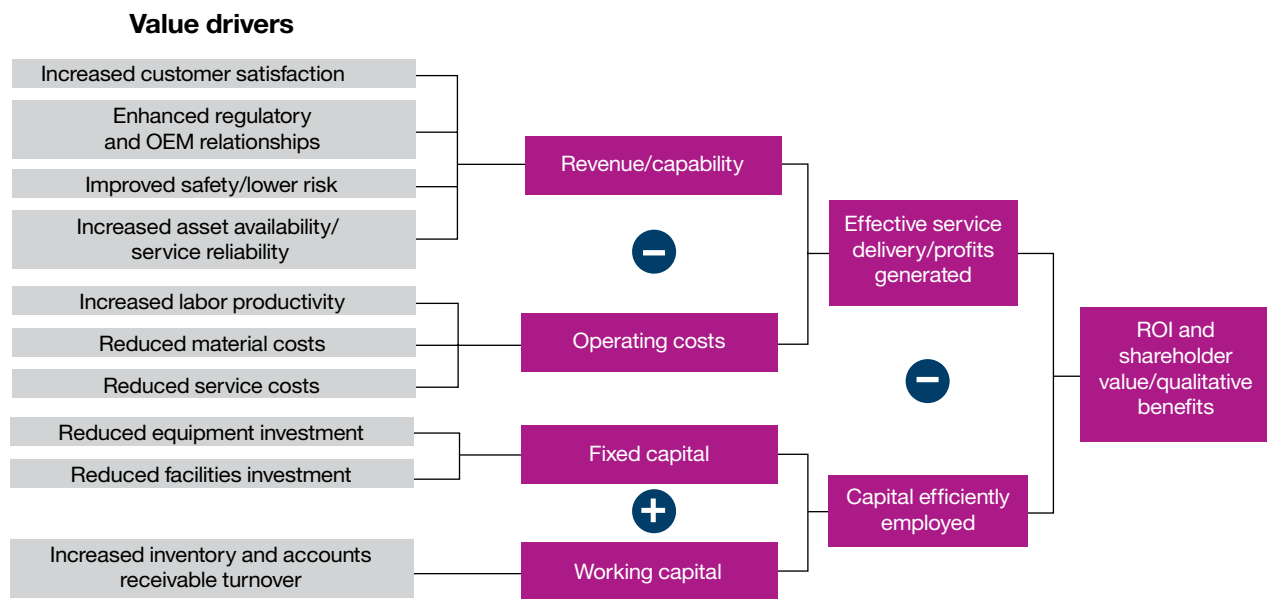 Value drivers
Increased customer satisfaction
Enhanced regulatory
and OEM relationships
Improved safety/lower risk
Increased asset availability/
service reliability
Increased labor productivity
Reduced material costs
Reduced service costs
Reduced equipment investment
Reduced facilities investment
Increased inventory and accounts
receivable turnover
Revenue/capability
−
Operating costs
Fixed capital
+
Working capital
Effective service
delivery/profits
generated
−
Capital efficiently
employed
ROI and
shareholder
value/qualitative
benefits